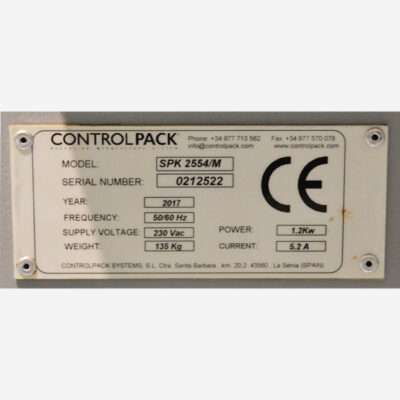 CONTROLPACK
Phone: +34 977 713 562 Fax: +34 977 570 078
info@controlpack.com www.controlpack.com
MODEL: SPK 2554/M
SERIAL NUMBER: 0212522
CE
YEAR: 2017
FREQUENCY: 50/60 Hz
SUPPLY VOLTAGE: 230 Vac POWER: 1.2Kw
WEIGHT: 135 Kg CURRENT: 5.2 A
CONTROLPACK SYSTEMS, S.L. Ctra. Santa Barbara km. 20.2 43560 La Sénia (SPAIN)